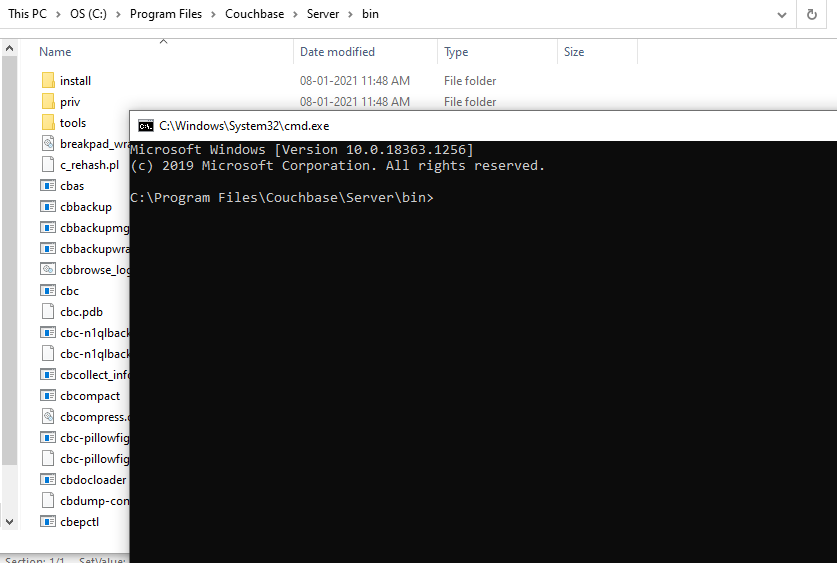 This PC > OS (C:) > Program Files > Couchbase > Server > bin
Name Date modified Type Size
install 08-01-2021 11:48 AM File folder
priv 08-01-2021 11:48 AM File folder
tools
C:\Windows\System32\cmd.exe
breakpad_wr
Microsoft Windows [Version 10.0.18363.1256]
c_rehash.pl
(c) 2019 Microsoft Corporation. All rights reserved.
cbas
C:\Program Files\Couchbase\Server\bin>
cbbackup
cbbackupmg
cbbackupwra
cbbrowse_log
cbc
cbc.pdb
cbc-n1qlback
cbc-n1qlback
cbcollect_info
cbcompact
cbcompress.
cbc-pillowfig
cbc-pillowfig
cbdocloader
cbdump-con
cbepctl
Section: 1/1 SetValue: